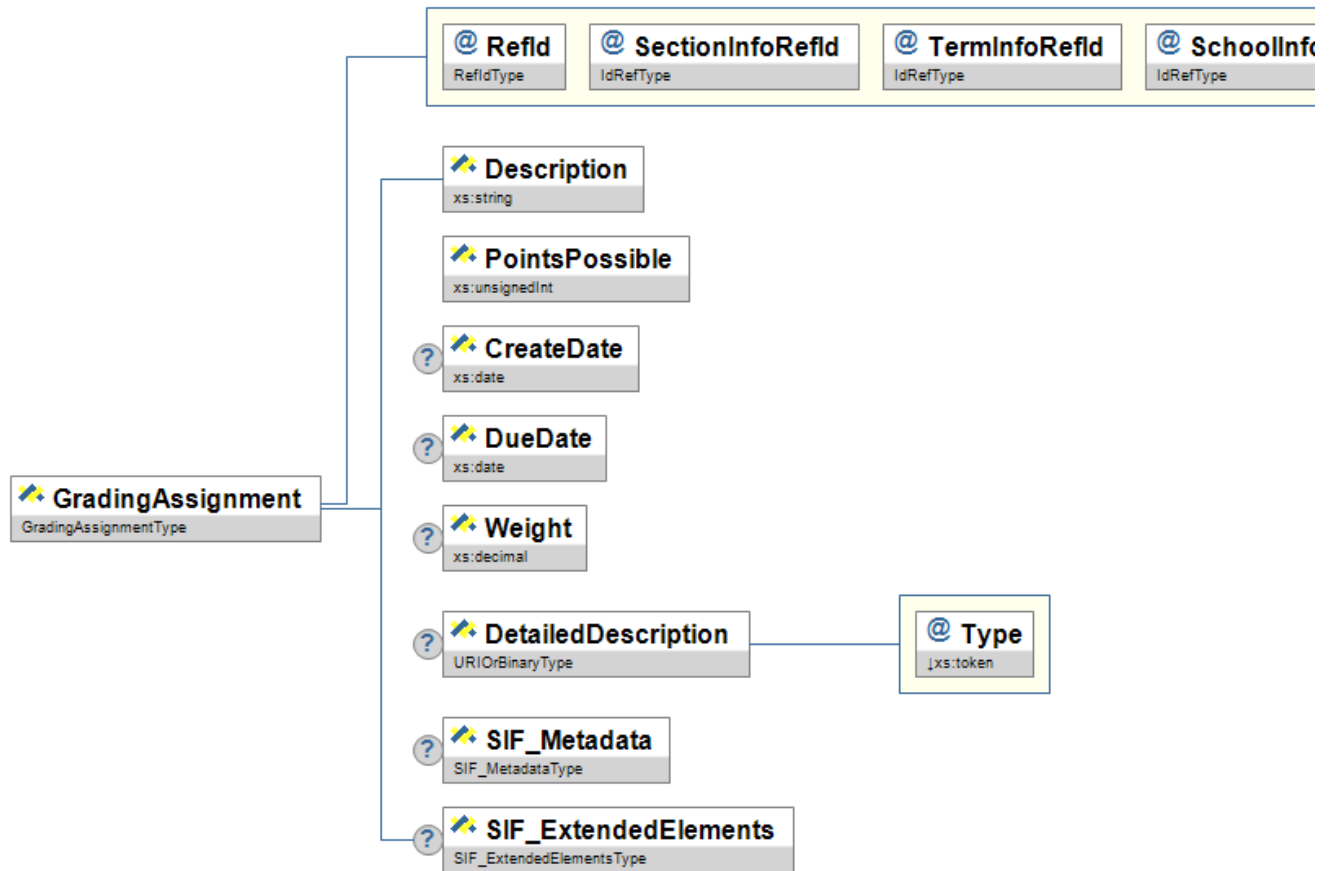 @ RefId @ SectionInfoRefId @ TermInfoRefId @ SchoolInfo
RefIdType IdRefType IdRefType IdRefType
Description
xs:string
PointsPossible
xs:unsignedInt
? CreateDate
xs:date
? DueDate
xs:date
GradingAssignment
GradingAssignmentType
? Weight
xs:decimal
? DetailedDescription @ Type
URIOrBinaryType ↓xs:token
? SIF_Metadata
SIF_MetadataType
? SIF_ExtendedElements
SIF_ExtendedElementsType